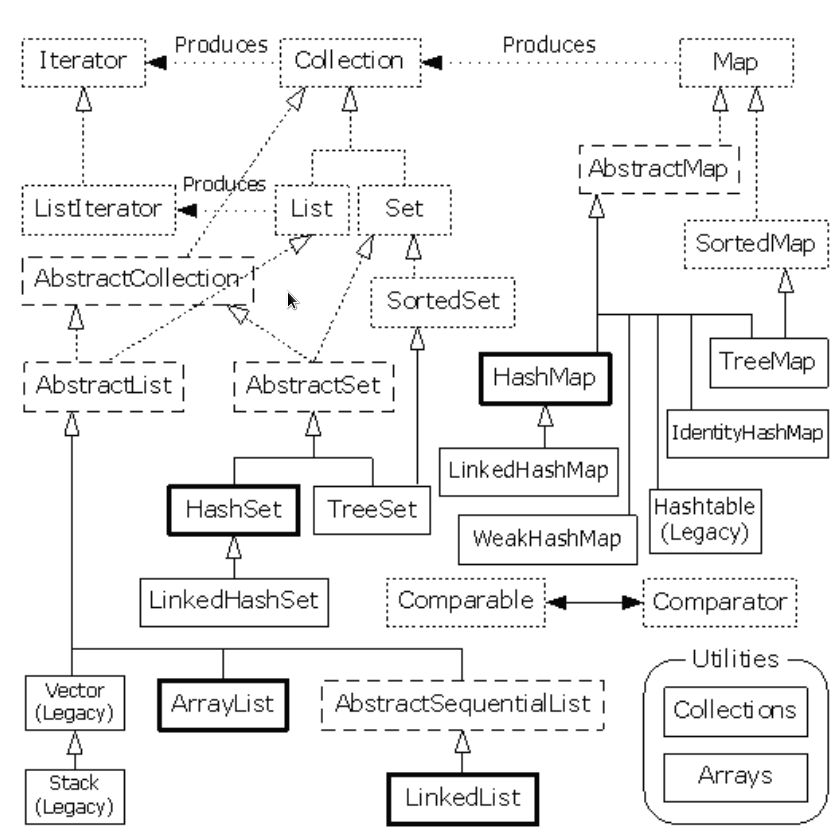 Produces
Produces
Iterator
Collection
Map
AbstractMap
Produces
ListIterator
List
Set
SortedMap
AbstractCollection
SortedSet
AbstractList
AbstractSet
HashMap
TreeMap
IdentityHashMap
LinkedHashMap
HashSet
TreeSet
Hashtable
(Legacy)
WeakHashMap
LinkedHashSet
Comparable
Comparator
Utilities
Vector
(Legacy)
ArrayList
AbstractSequentialList
Collections
Stack
(Legacy)
LinkedList
Arrays